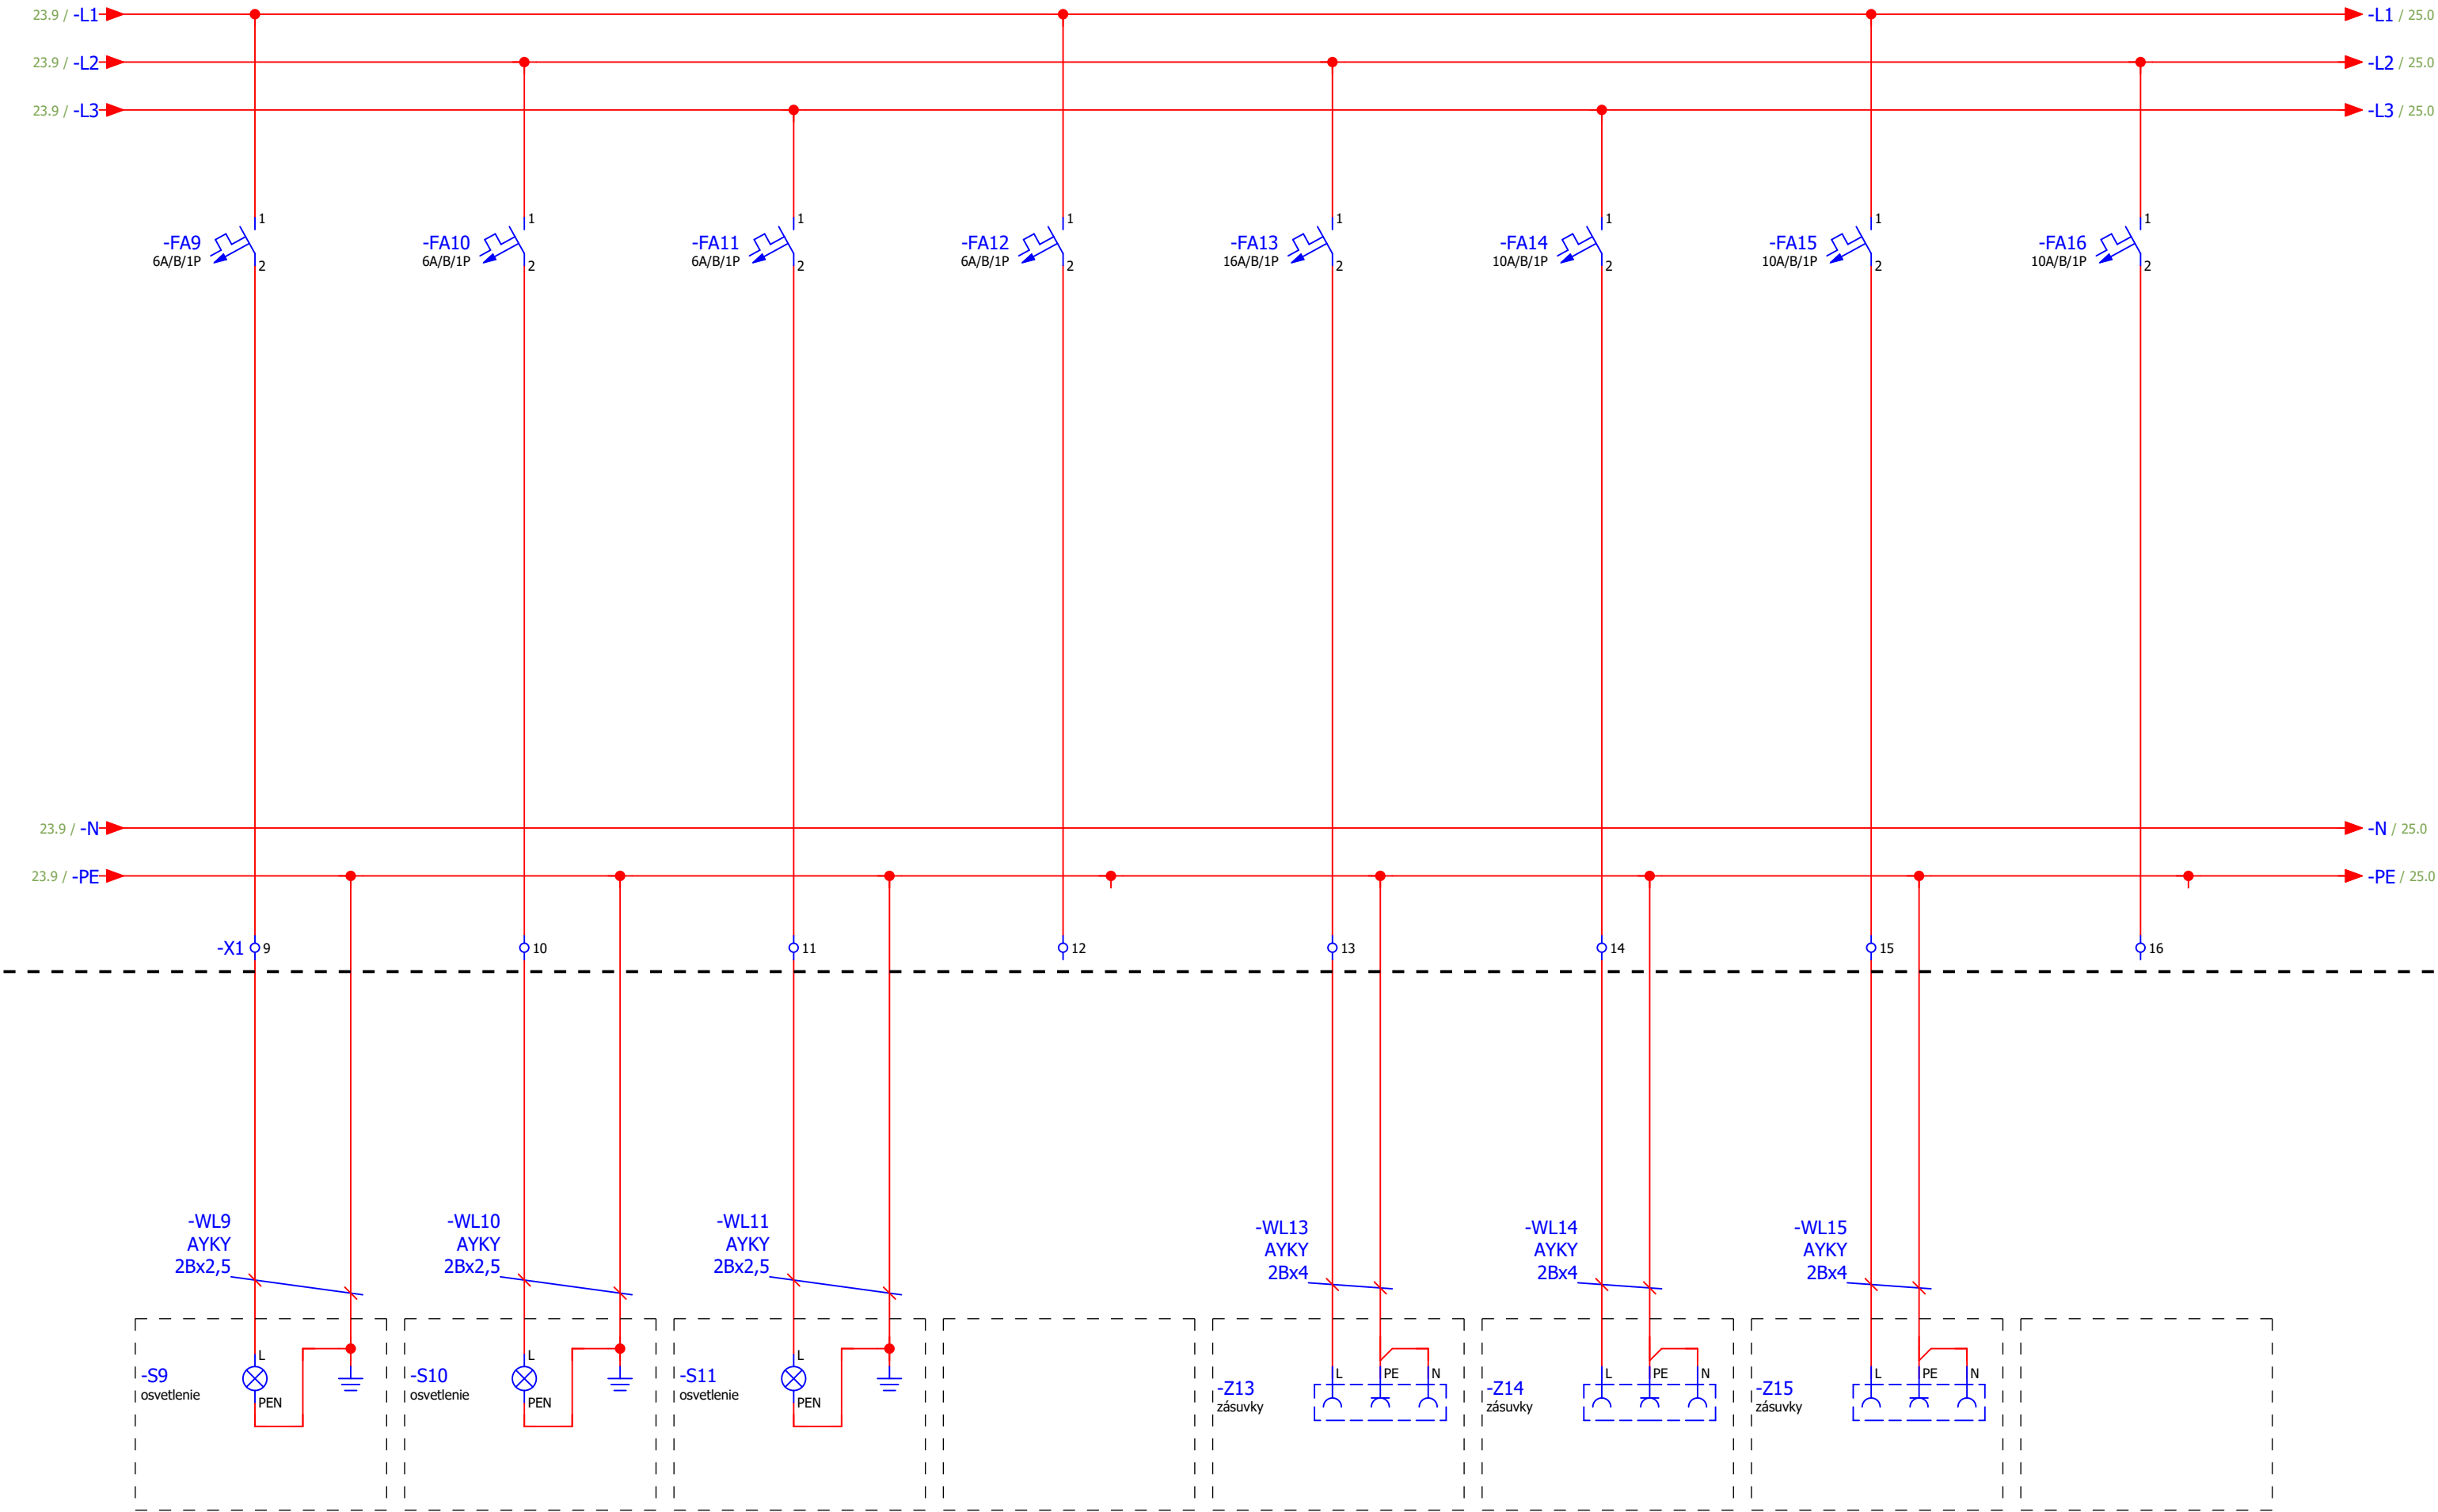 23.9 / -L1 -L1 / 25.0
23.9 / -L2 -L2 / 25.0
23.9 / -L3 -L3 / 25.0
1 1 1 1 1 1 1 1
-FA9 -FA10 -FA11 -FA12 -FA13 -FA14 -FA15 -FA16
6A/B/1P 6A/B/1P 6A/B/1P 6A/B/1P 16A/B/1P 10A/B/1P 10A/B/1P 10A/B/1P
2 2 2 2 2 2 2 2
23.9 / -N -N / 25.0
23.9 / -PE -PE / 25.0
-X1 9 10 11 12 13 14 15 16
-WL9
AYKY
2Bx2,5
-WL10
AYKY
2Bx2,5
-WL11
AYKY
2Bx2,5
-WL13
AYKY
2Bx4
-WL14
AYKY
2Bx4
-WL15
AYKY
2Bx4
L
-S9
osvetlenie
PEN
L
-S10
osvetlenie
PEN
L
-S11
osvetlenie
PEN
L PE N
-Z13
zásuvky
L PE N
-Z14
zásuvky
L PE N
-Z15
zásuvky